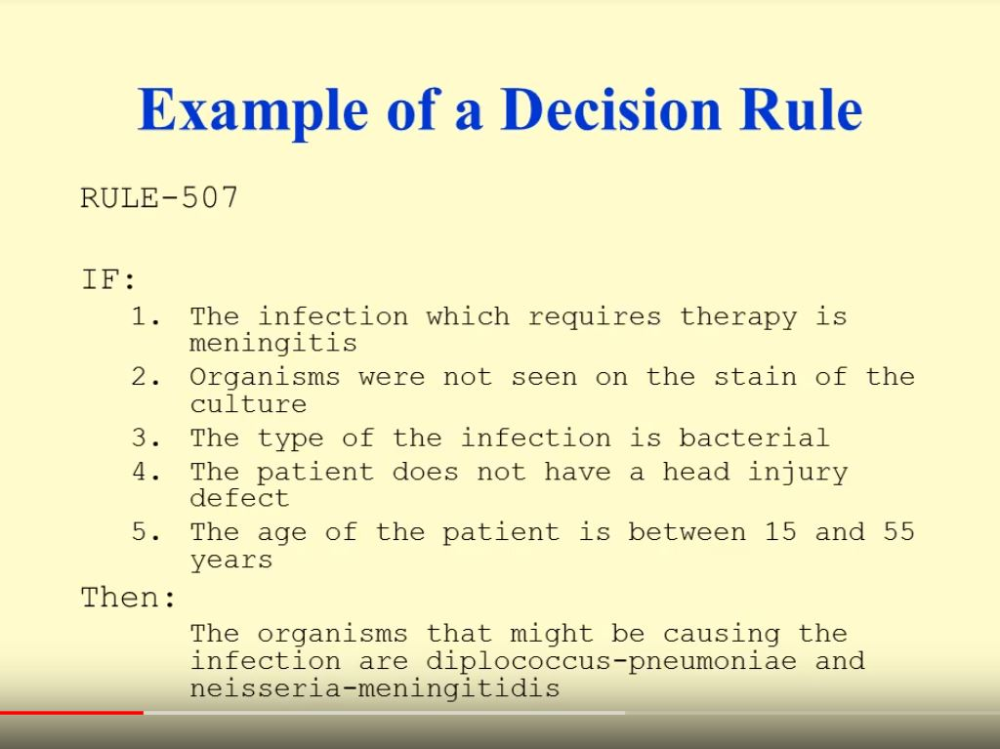 Example of a Decision Rule
RULE-507
IF:
1. The infection which requires therapy is
meningitis
2. Organisms were not seen on the stain of the
culture
3. The type of the infection is bacterial
4. The patient does not have a head injury
defect
5. The age of the patient is between 15 and 55
years
Then:
The organisms that might be causing the
infection are diplococcus-pneumoniae and
neisseria-meningitidis